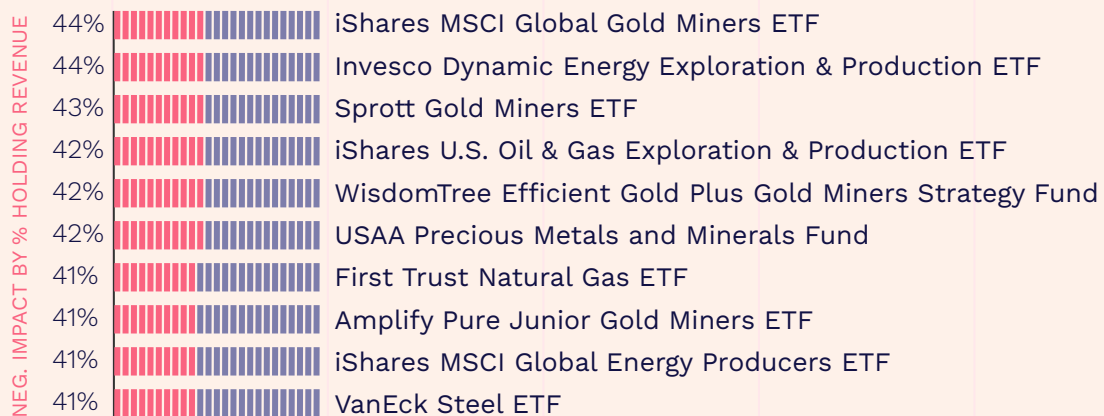 NEG. IMPACT BY % HOLDING REVENUE
44% iShares MSCI Global Gold Miners ETF
44% Invesco Dynamic Energy Exploration & Production ETF
43% Sprott Gold Miners ETF
42% iShares U.S. Oil & Gas Exploration & Production ETF
42% WisdomTree Efficient Gold Plus Gold Miners Strategy Fund
42% USAA Precious Metals and Minerals Fund
41% First Trust Natural Gas ETF
41% Amplify Pure Junior Gold Miners ETF
41% iShares MSCI Global Energy Producers ETF
41% VanEck Steel ETF